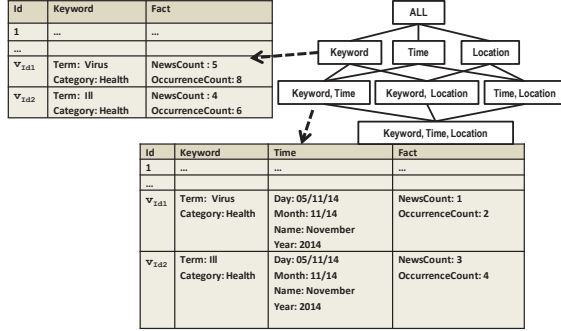 Id Keyword Fact
1 ... ...
...
VId1 Term: Virus NewsCount : 5
Category: Health OccurrenceCount: 8
VId2 Term: Ill NewsCount : 4
Category: Health OccurrenceCount: 6
ALL
Keyword Time Location
Keyword, Time Keyword, Location Time, Location
Keyword, Time, Location
Id Keyword Time Fact
1 ... ... ...
...
VId1 Term: Virus Day: 05/11/14 NewsCount: 1
Category: Health Month: 11/14 OccurrenceCount: 2
Name: November
Year: 2014
VId2 Term: Ill Day: 05/11/14 NewsCount: 3
Category: Health Month: 11/14 OccurrenceCount: 4
Name: November
Year: 2014